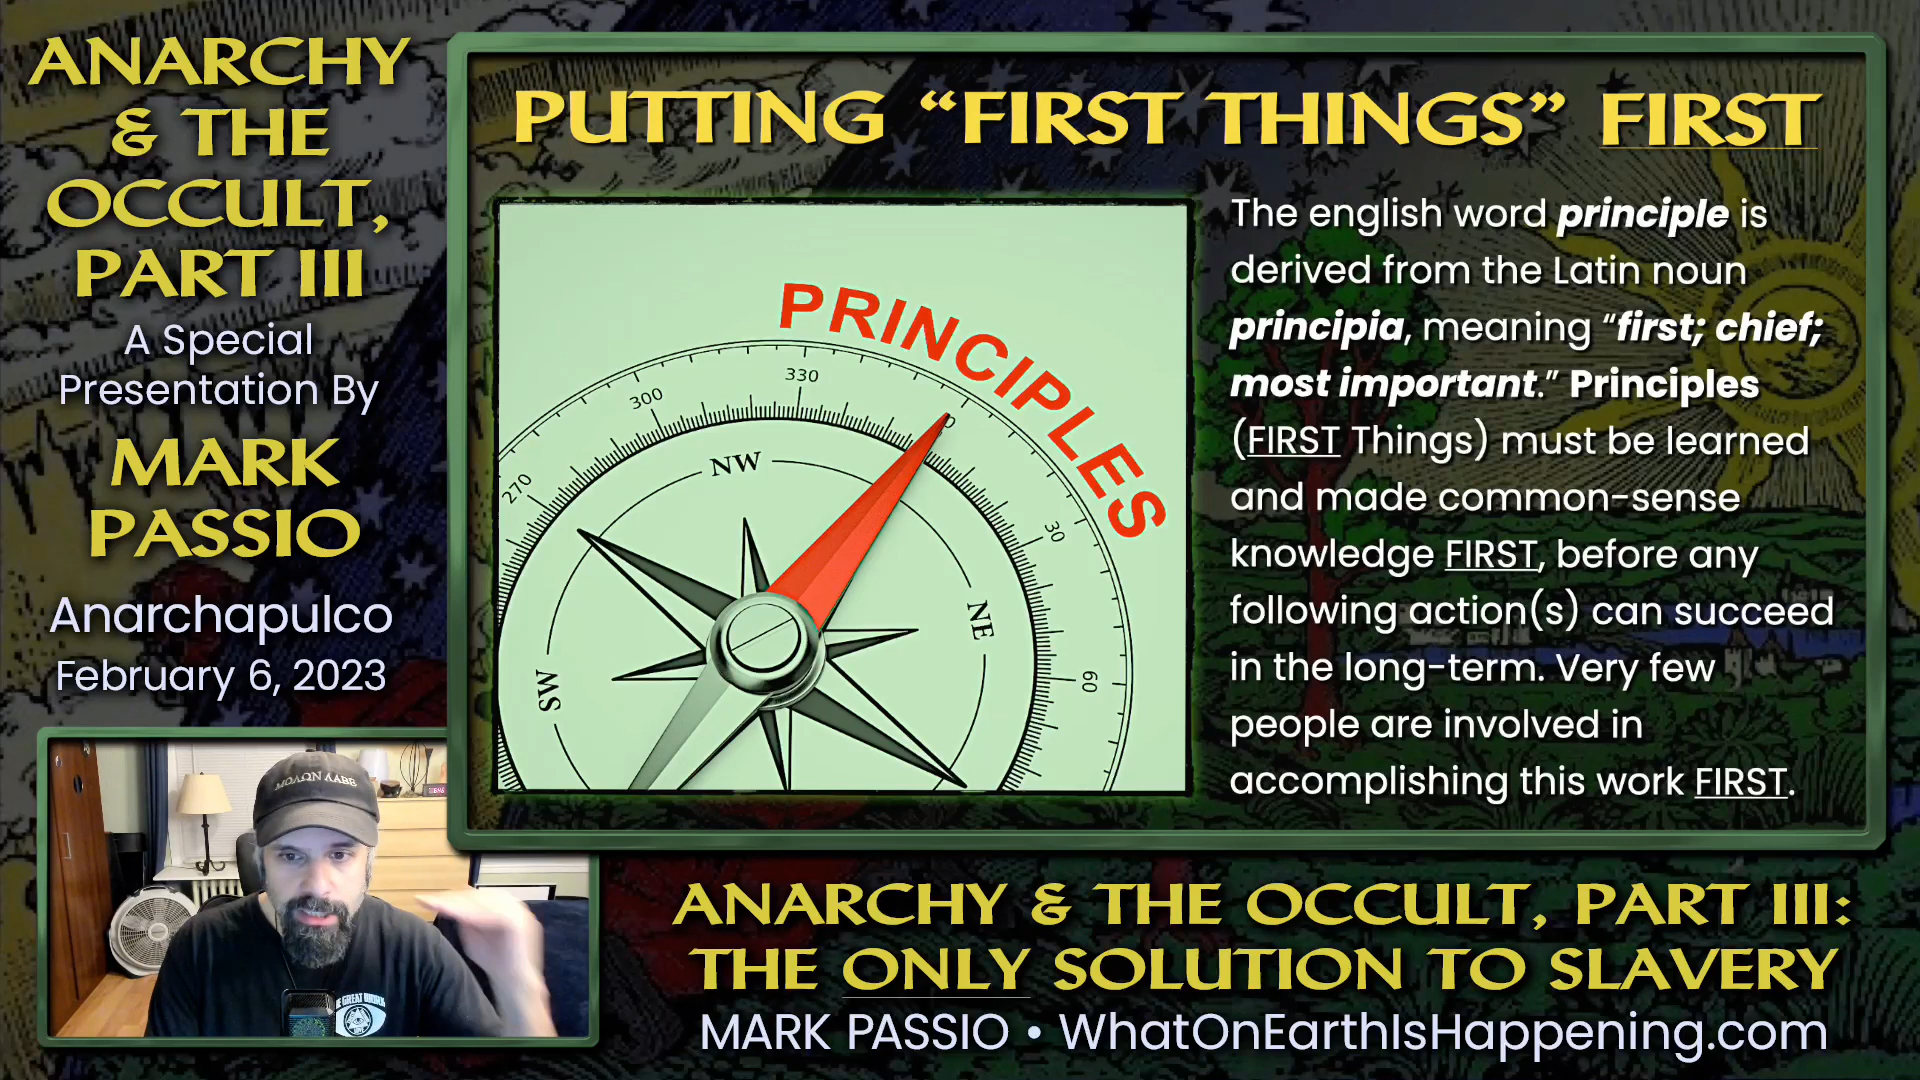 ANARCHY
& THE
OCCULT,
PART III
A Special
Presentation By
MARK
PASSIO
Anarchapulco
February 6, 2023
PUTTING “FIRST THINGS” FIRST
PRINCIPLES
270
300
330
0
30
60
NW
NE
SW
The english word principle is
derived from the Latin noun
principia, meaning “first; chief;
most important.” Principles
(FIRST Things) must be learned
and made common-sense
knowledge FIRST, before any
following action(s) can succeed
in the long-term. Very few
people are involved in
accomplishing this work FIRST.
ΜΟΛΩΝ ΛΑΒΕ
GREAT
ANARCHY & THE OCCULT, PART III:
THE ONLY SOLUTION TO SLAVERY
MARK PASSIO • WhatOnEarthIsHappening.com